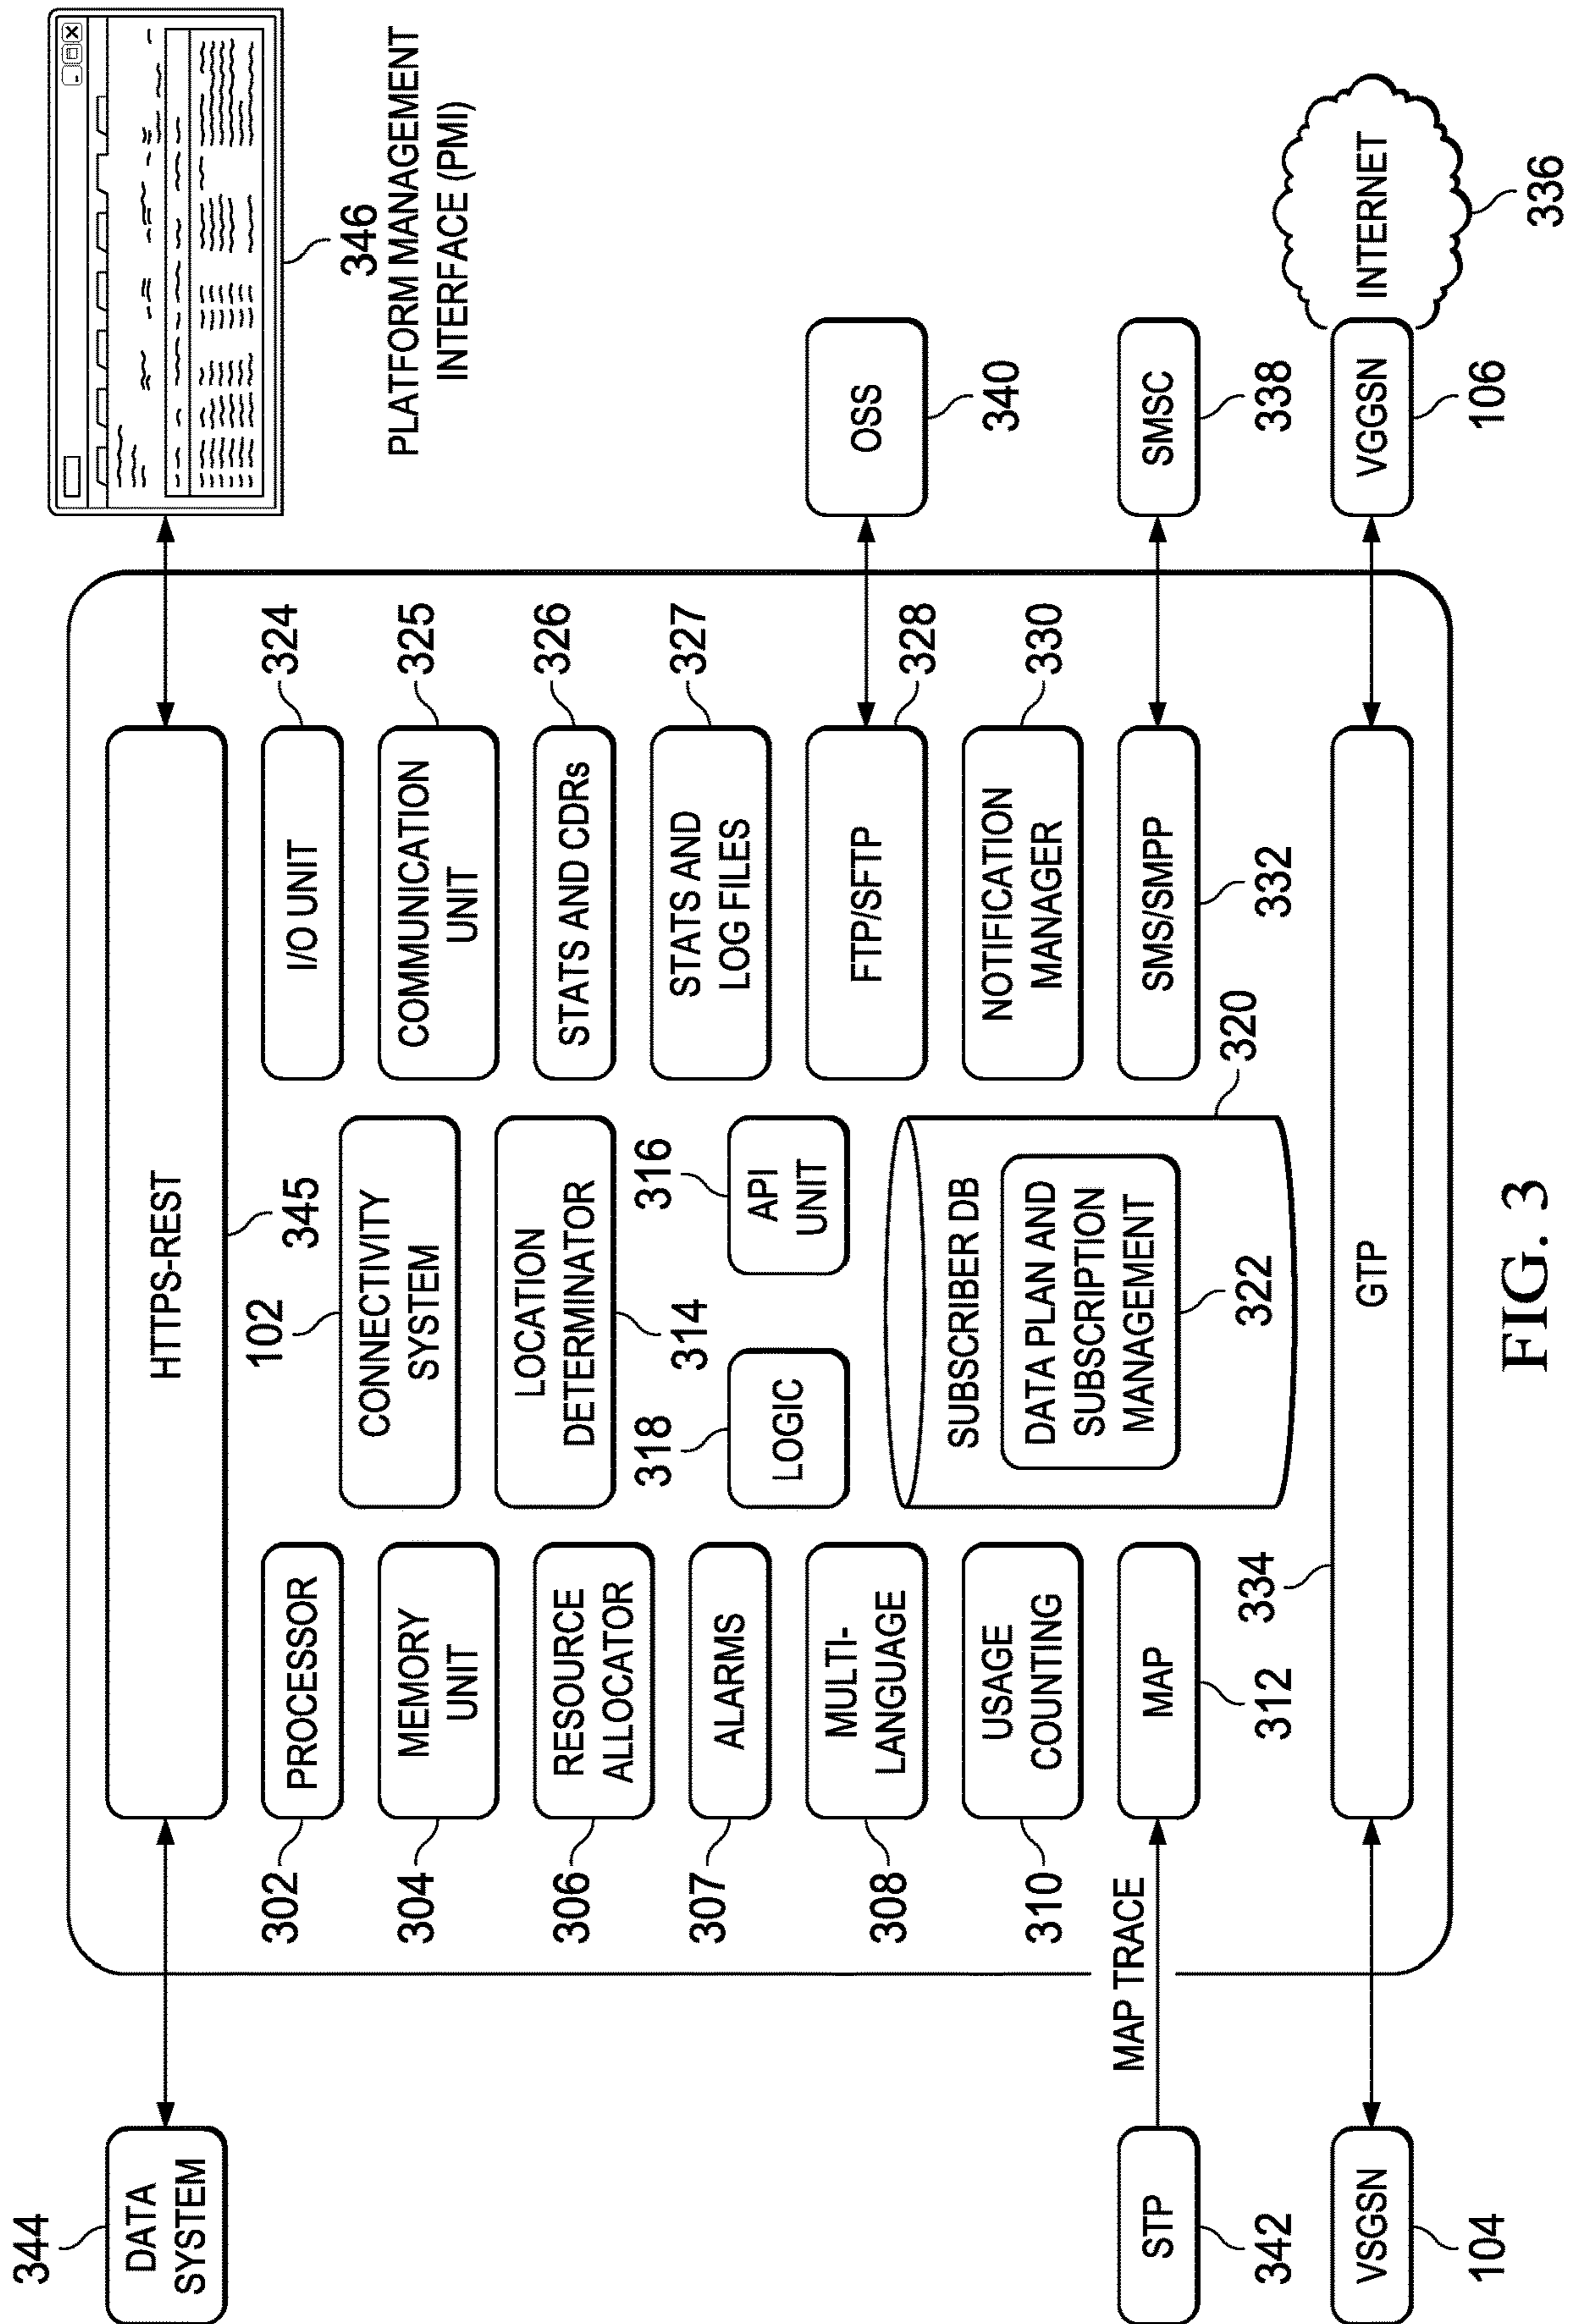 344
DATA
SYSTEM
HTTPS-REST
345
346
PLATFORM MANAGEMENT
INTERFACE (PMI)
302
PROCESSOR
304
MEMORY
UNIT
306
RESOURCE
ALLOCATOR
307
ALARMS
308
MULTI-
LANGUAGE
310
USAGE
COUNTING
MAP TRACE
STP
342
MAP
312
102
CONNECTIVITY
SYSTEM
LOCATION
DETERMINATOR
314
318
LOGIC
316
API
UNIT
320
SUBSCRIBER DB
DATA PLAN AND
SUBSCRIPTION
MANAGEMENT
322
I/O UNIT
324
COMMUNICATION
UNIT
325
STATS AND CDRs
326
STATS AND
LOG FILES
327
FTP/SFTP
328
NOTIFICATION
MANAGER
330
SMS/SMPP
332
OSS
340
SMSC
338
334
GTP
VSGSN
104
VGGSN
106
INTERNET
336
FIG. 3